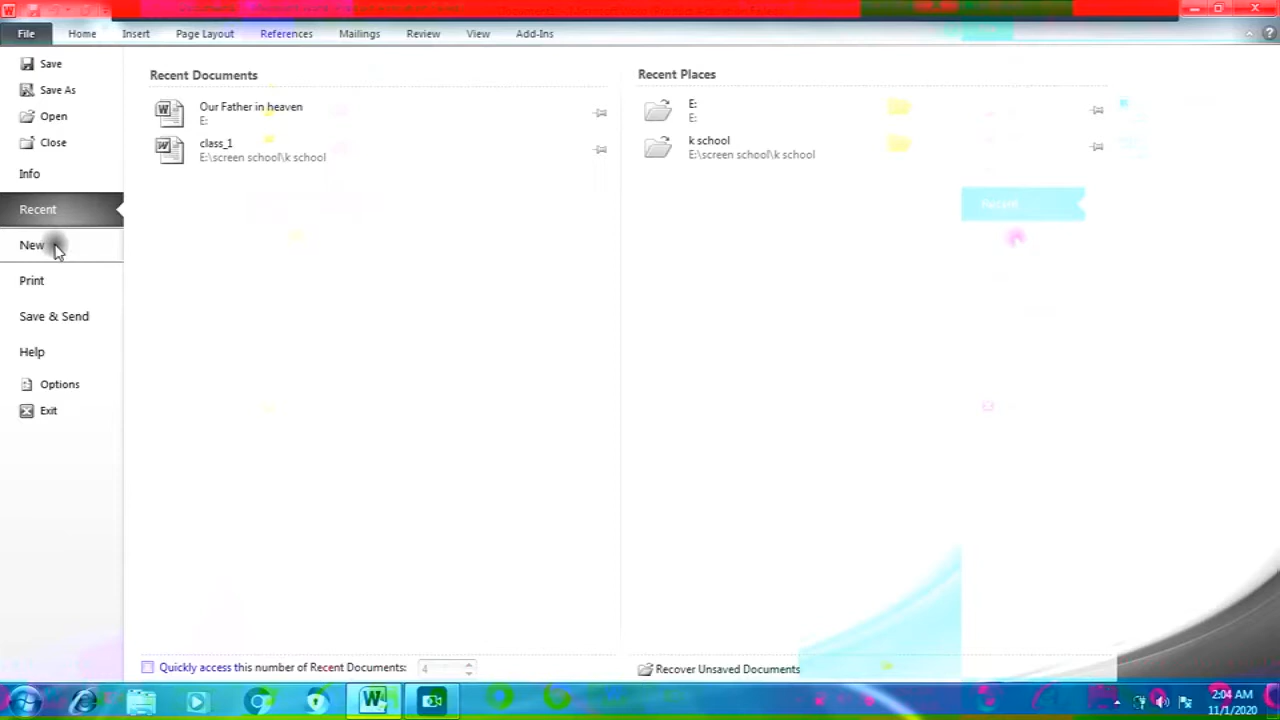 File Home Insert Page Layout References Mailings Review View Add-Ins
Save
Save As
Open
Close
Info
Recent
New
Print
Save & Send
Help
Options
Exit
Recent Documents
Our Father in heaven
E:
class_1
E:\screen school\k school
Recent Places
E:
E:
k school
E:\screen school\k school
Recent
Quickly access this number of Recent Documents: 4
Recover Unsaved Documents
2:04 AM
11/1/2020